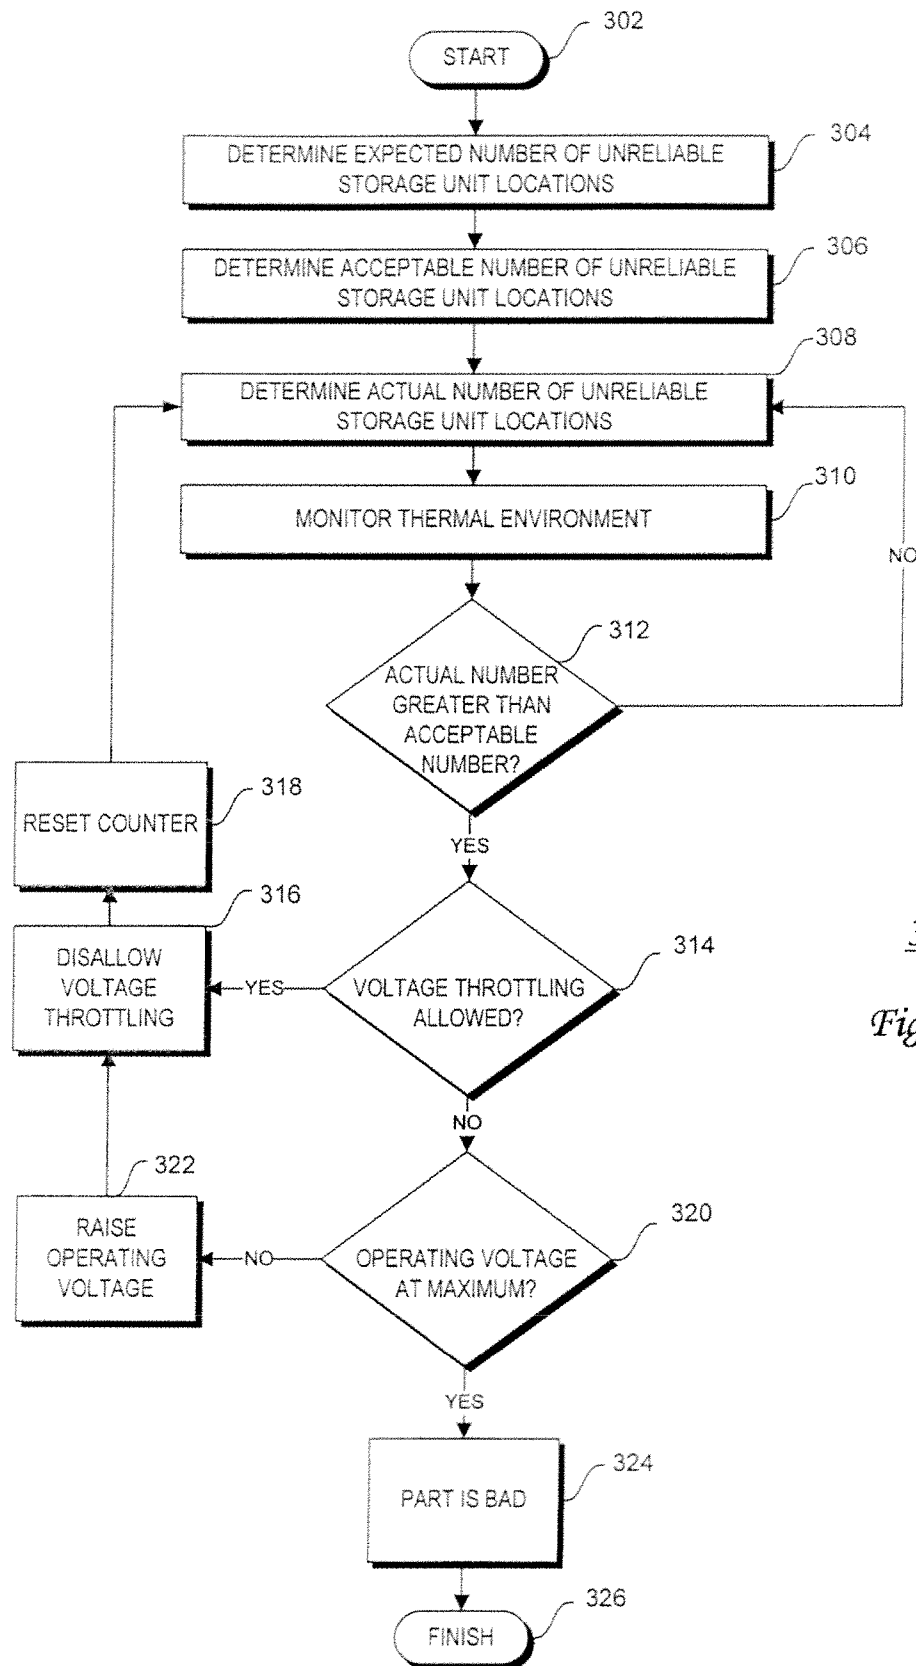 302
START
304
DETERMINE EXPECTED NUMBER OF UNRELIABLE
STORAGE UNIT LOCATIONS
306
DETERMINE ACCEPTABLE NUMBER OF UNRELIABLE
STORAGE UNIT LOCATIONS
308
DETERMINE ACTUAL NUMBER OF UNRELIABLE
STORAGE UNIT LOCATIONS
310
MONITOR THERMAL ENVIRONMENT
NO
312
ACTUAL NUMBER
GREATER THAN
ACCEPTABLE
NUMBER?
YES
318
RESET COUNTER
316
DISALLOW
VOLTAGE
THROTTLING
YES
314
VOLTAGE THROTTLING
ALLOWED?
NO
Fig
322
RAISE
OPERATING
VOLTAGE
NO
320
OPERATING VOLTAGE
AT MAXIMUM?
YES
324
PART IS BAD
326
FINISH